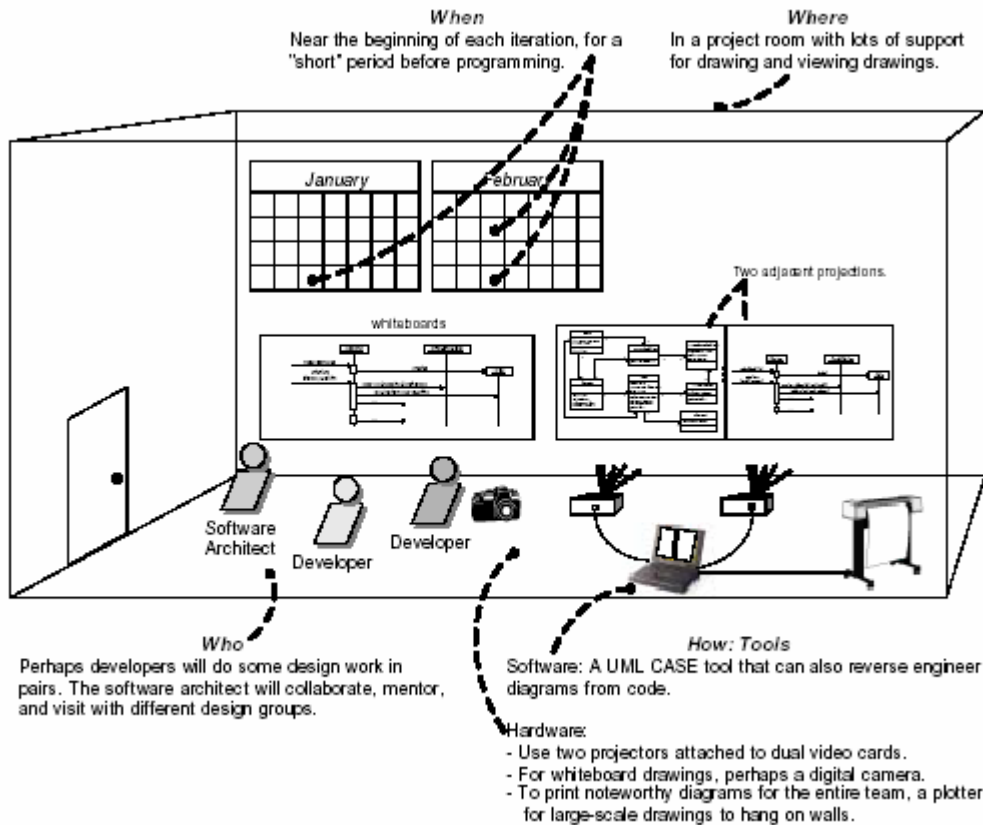 When
Near the beginning of each iteration, for a
"short" period before programming.
Where
In a project room with lots of support
for drawing and viewing drawings.
January
February
Two adjacent projections.
whiteboards
Software
Architect
Developer
Developer
Who
Perhaps developers will do some design work in
pairs. The software architect will collaborate, mentor,
and visit with different design groups.
How: Tools
Software: A UML CASE tool that can also reverse engineer
diagrams from code.
Hardware:
- Use two projectors attached to dual video cards.
- For whiteboard drawings, perhaps a digital camera.
- To print noteworthy diagrams for the entire team, a plotter
for large-scale drawings to hang on walls.